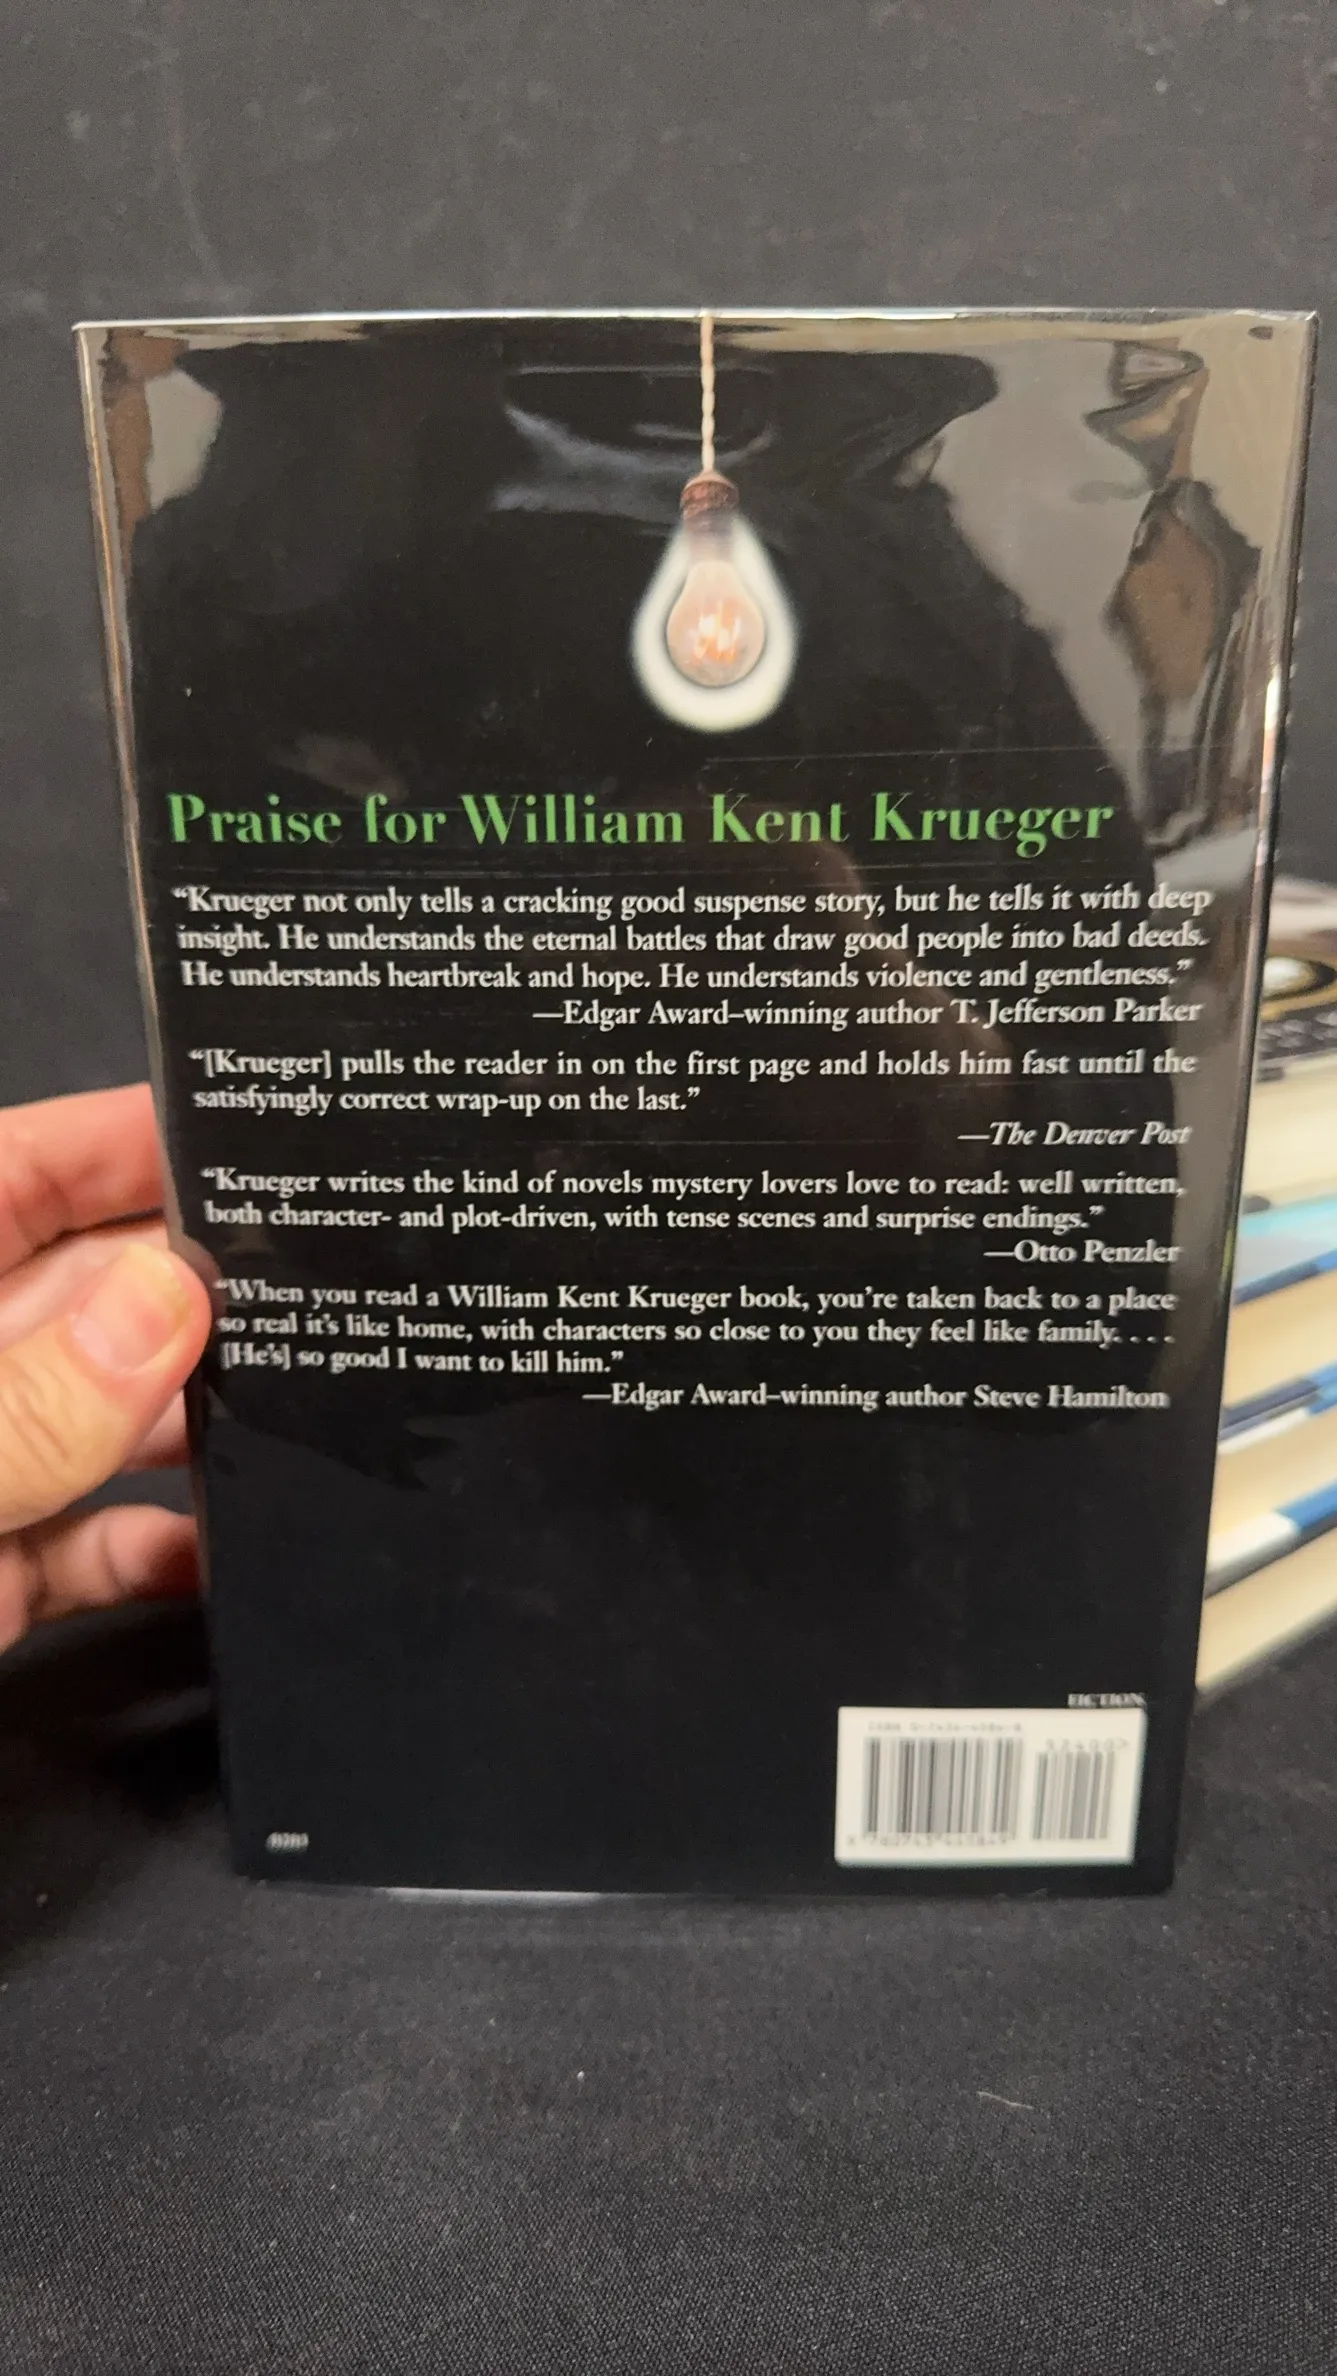 Praise for William Kent Krueger
“Krueger not only tells a cracking good suspense story, but he tells it with deep
insight. He understands the eternal battles that draw good people into bad deeds.
He understands heartbreak and hope. He understands violence and gentleness.”
—Edgar Award–winning author T. Jefferson Parker
“[Krueger] pulls the reader in on the first page and holds him fast until the
satisfyingly correct wrap-up on the last.”
—The Denver Post
“Krueger writes the kind of novels mystery lovers love to read: well written,
both character- and plot-driven, with tense scenes and surprise endings.”
—Otto Penzler
“When you read a William Kent Krueger book, you’re taken back to a place
so real it’s like home, with characters so close to you they feel like family. . . .
[He’s] so good I want to kill him.”
—Edgar Award–winning author Steve Hamilton
FICTION
ISBN